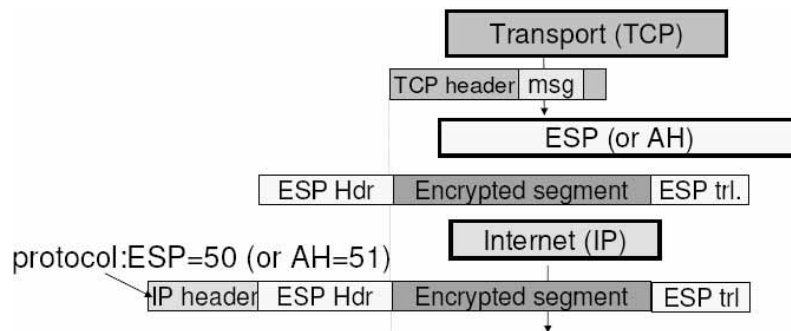 Transport (TCP)
TCP header msg
ESP (or AH)
ESP Hdr Encrypted segment ESP trl.
Internet (IP)
protocol:ESP=50 (or AH=51)
IP header ESP Hdr Encrypted segment ESP trl